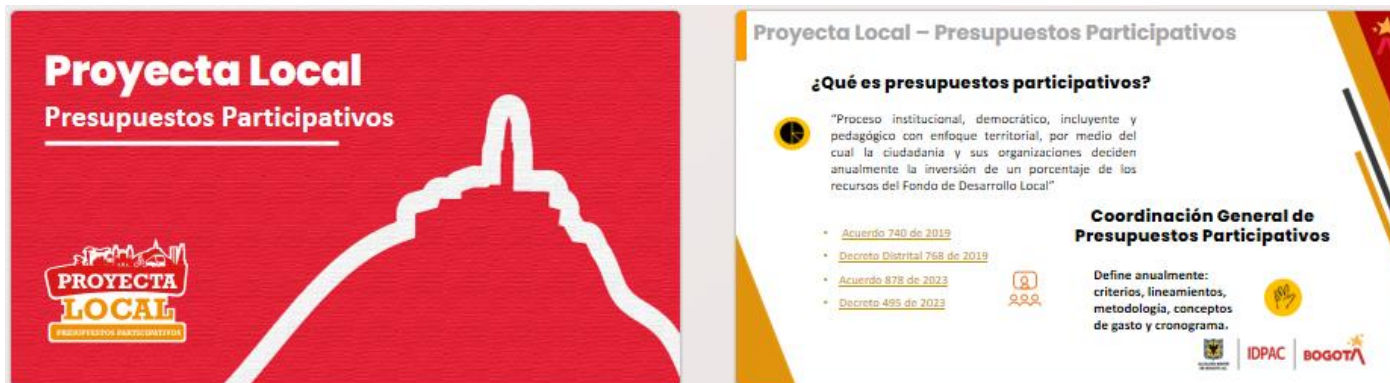 Proyecta Local
Presupuestos Participativos
PROYECTA
LOCAL
PRESUPUESTOS PARTICIPATIVOS
Proyecta Local – Presupuestos Participativos
¿Qué es presupuestos participativos?
“Proceso institucional, democrático, incluyente y
pedagógico con enfoque territorial, por medio del
cual la ciudadanía y sus organizaciones deciden
anualmente la inversión de un porcentaje de los
recursos del Fondo de Desarrollo Local”
• Acuerdo 740 de 2019
• Decreto Distrital 768 de 2019
• Acuerdo 878 de 2023
• Decreto 495 de 2023
Coordinación General de
Presupuestos Participativos
Define anualmente:
criterios, lineamientos,
metodología, conceptos
de gasto y cronograma.
IDPAC
BOGOTÁ